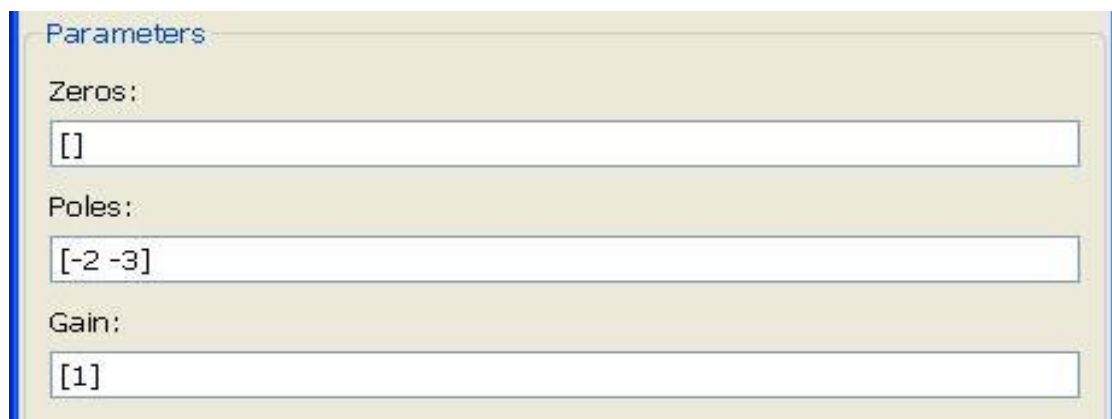 Parameters
Zeros:
[]
Poles:
[-2 -3]
Gain:
[1]